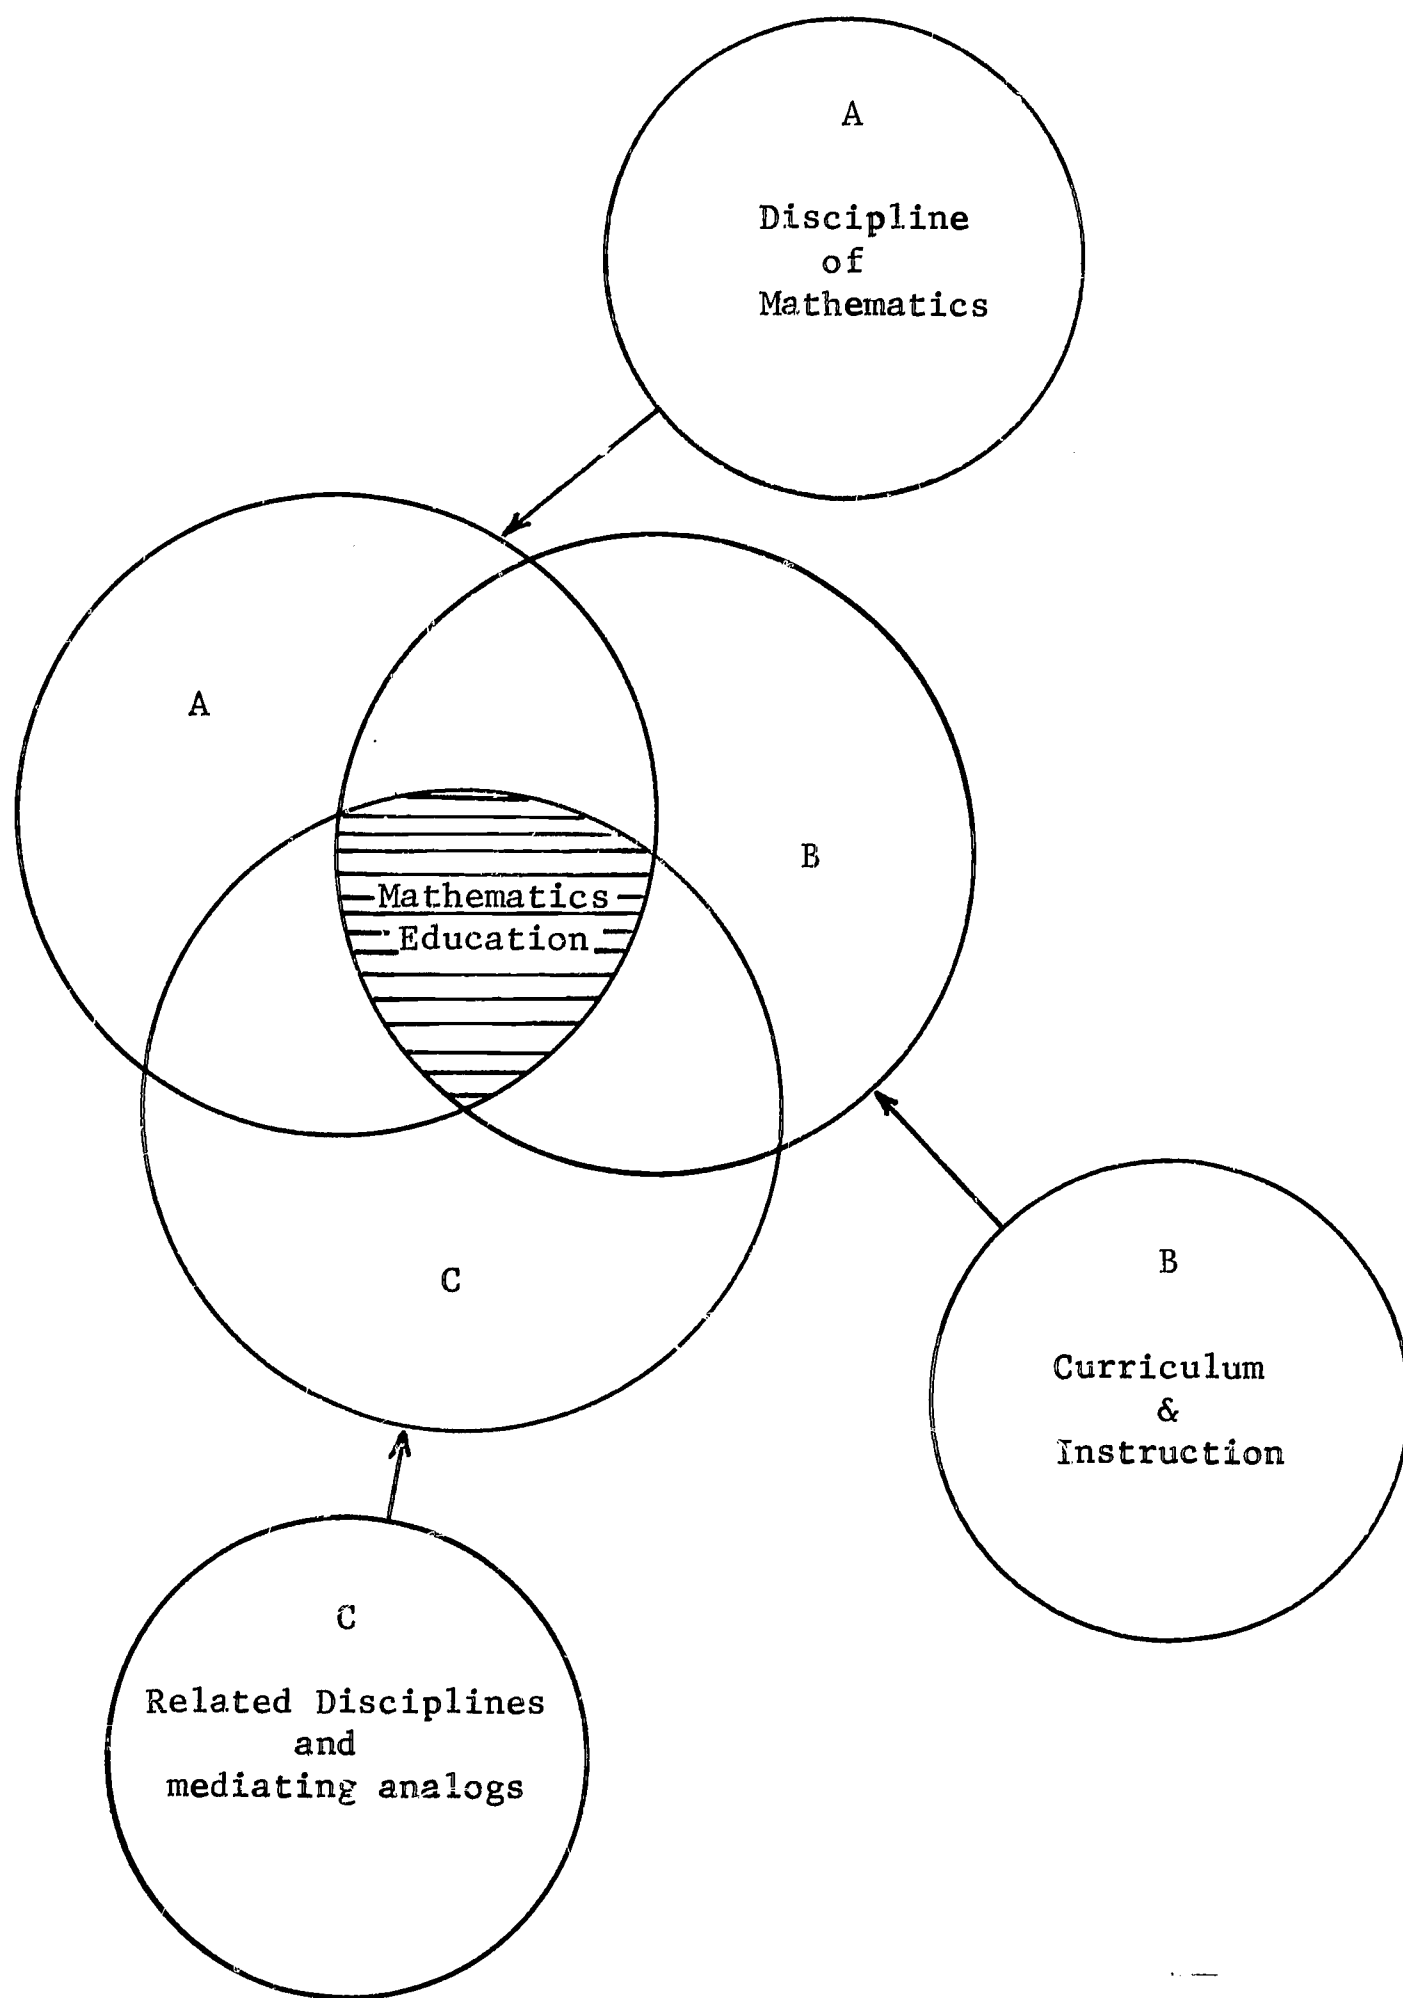 A
Discipline
of
Mathematics
A
B
Mathematics
Education
C
B
Curriculum
&
Instruction
C
Related Disciplines
and
mediating analogs